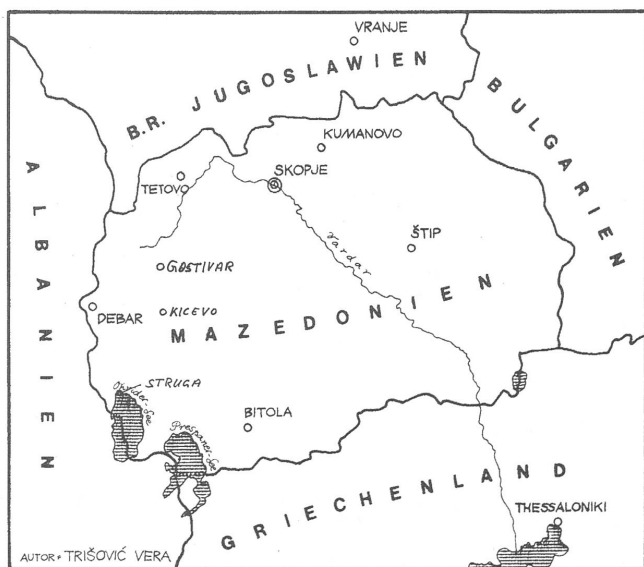 VRANJE
B.R. JUGOSLAWIEN
BULGARIEN
KUMANOVO
SKOPJE
TETOVO
ALBANIEN
ŠTIP
Vardar
GOSTIVAR
DEBAR
KICEVO
MAZEDONIEN
STRUGA
Ohrider-See
BITOLA
Prespaner-See
GRIECHENLAND
THESSALONIKI
AUTOR: TRIŠOVIĆ VERA